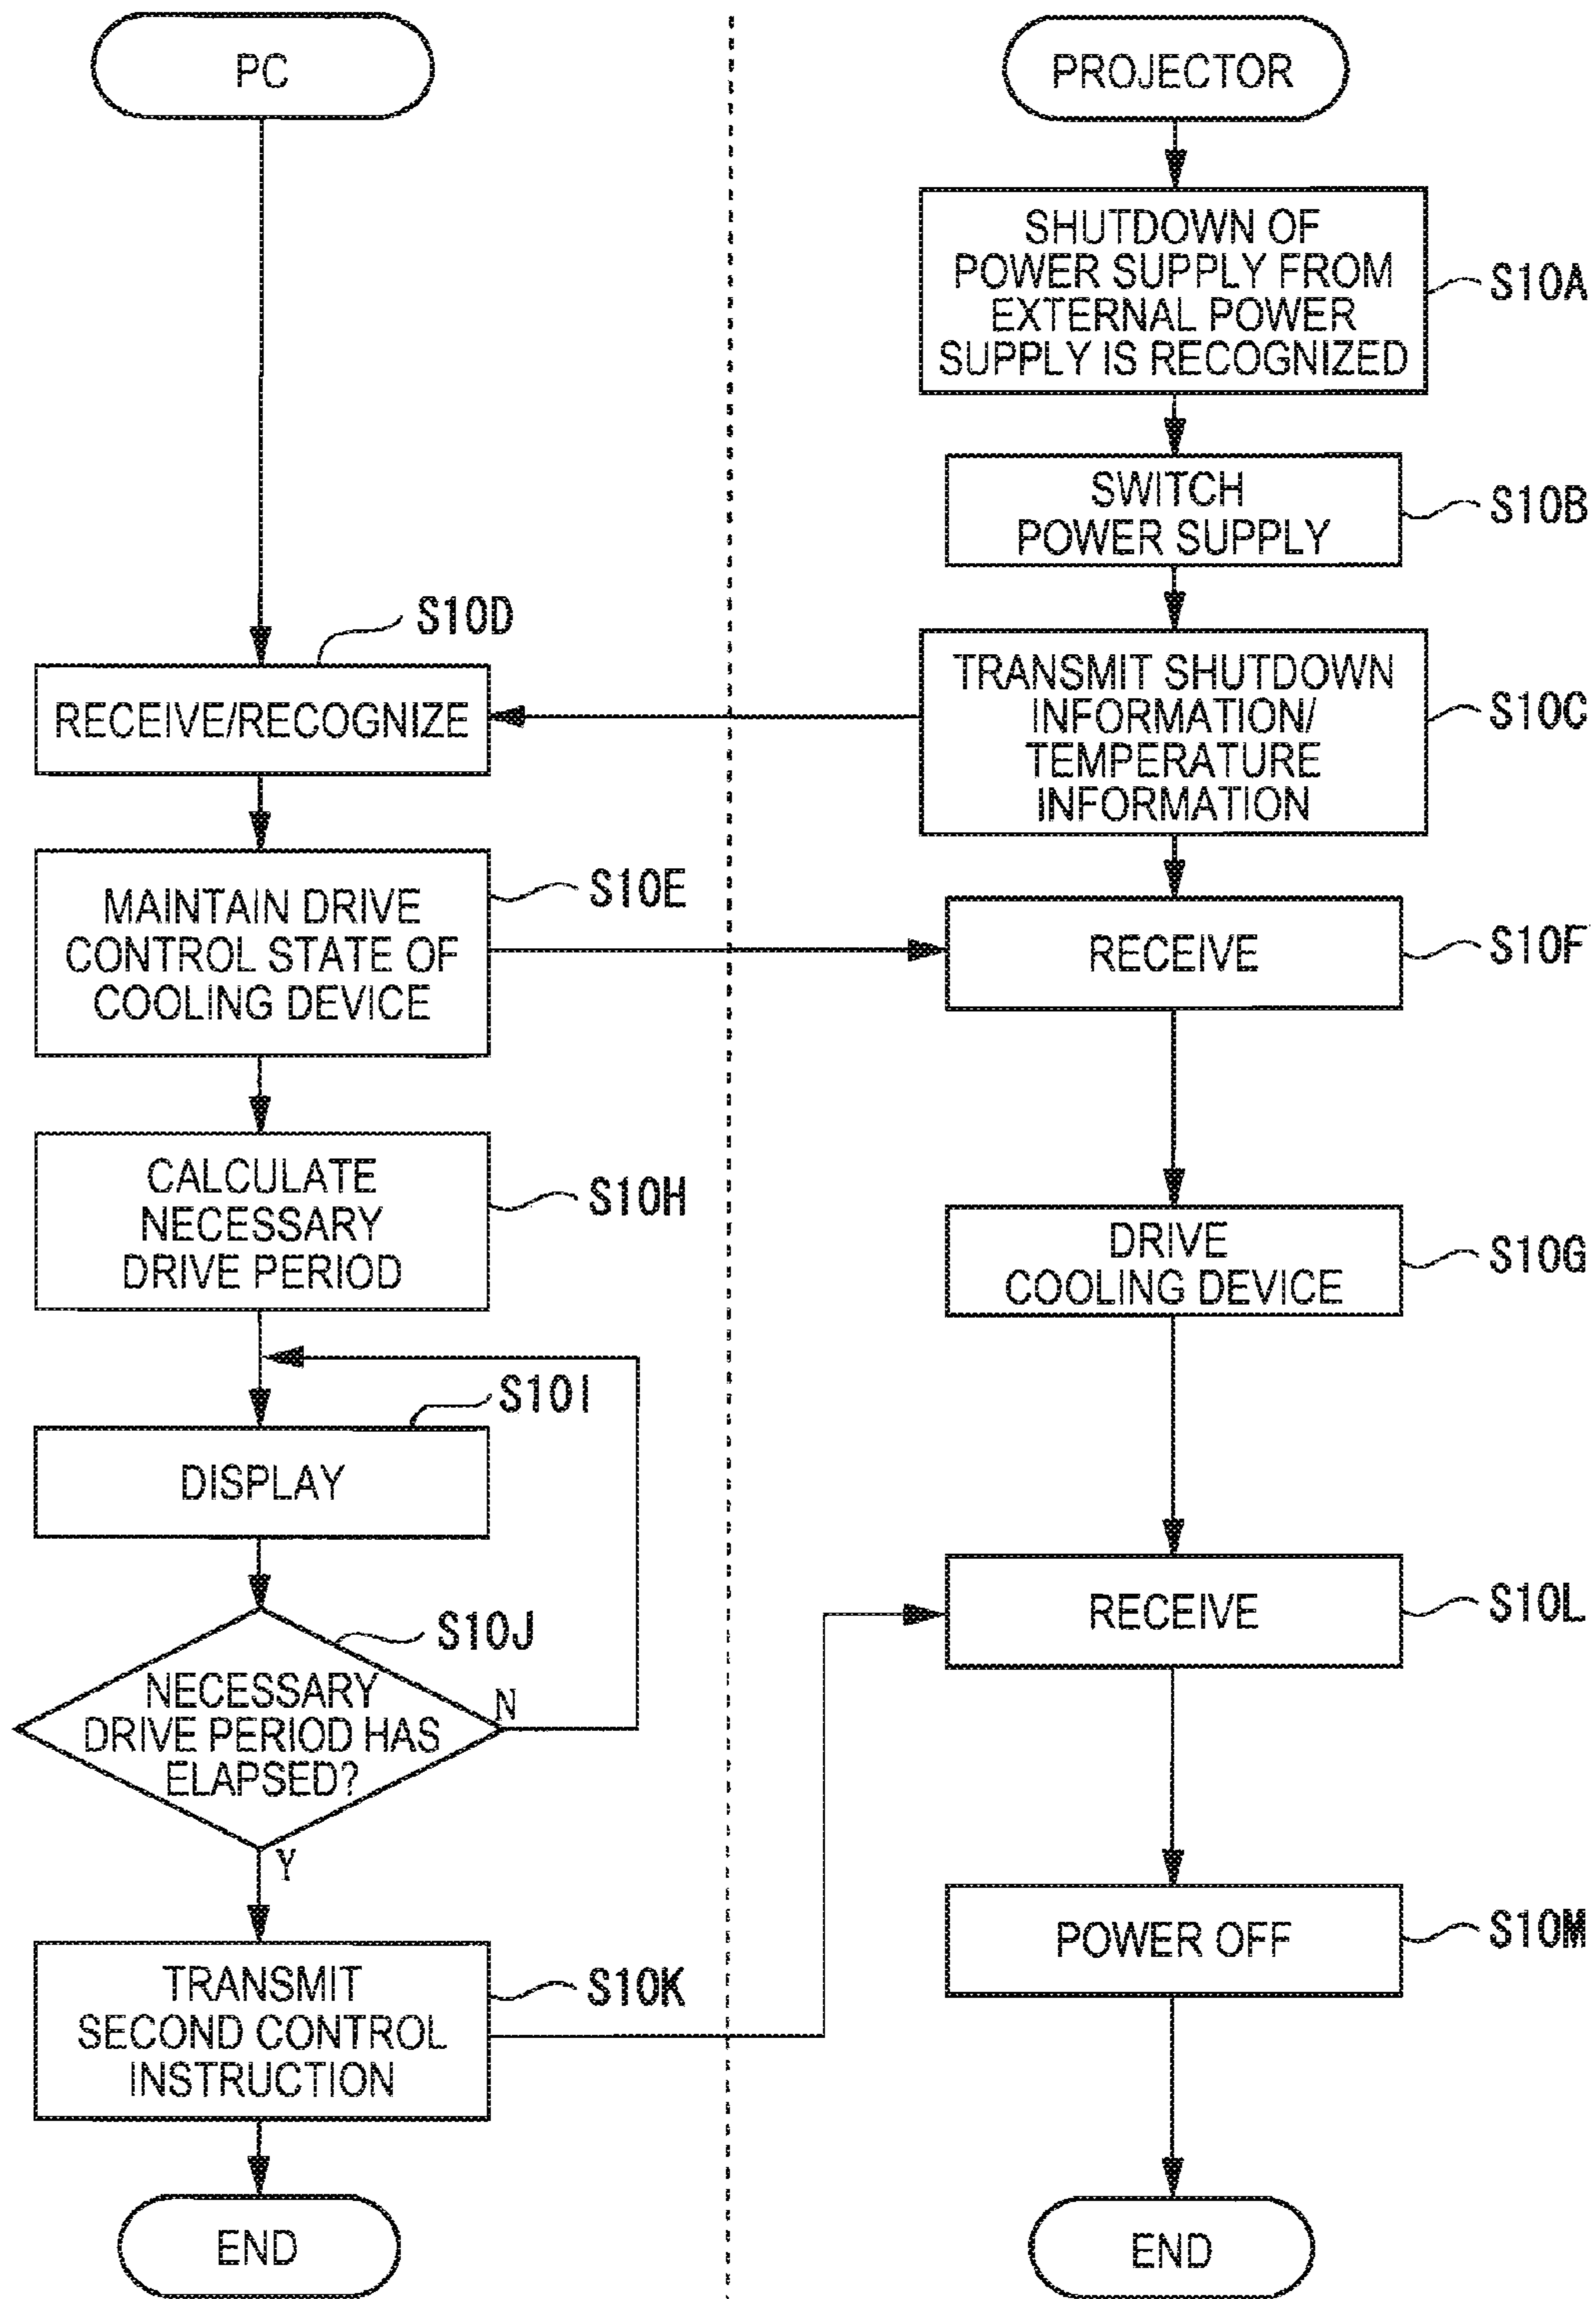 PC
PROJECTOR
SHUTDOWN OF
POWER SUPPLY FROM
EXTERNAL POWER
SUPPLY IS RECOGNIZED
S10A
SWITCH
POWER SUPPLY
S10B
TRANSMIT SHUTDOWN
INFORMATION/
TEMPERATURE
INFORMATION
S10C
S10D
RECEIVE/RECOGNIZE
MAINTAIN DRIVE
CONTROL STATE OF
COOLING DEVICE
S10E
RECEIVE
S10F
CALCULATE
NECESSARY
DRIVE PERIOD
S10H
DRIVE
COOLING DEVICE
S10G
S10I
DISPLAY
S10J
NECESSARY
DRIVE PERIOD HAS
ELAPSED?
N
Y
RECEIVE
S10L
TRANSMIT
SECOND CONTROL
INSTRUCTION
S10K
POWER OFF
S10M
END
END